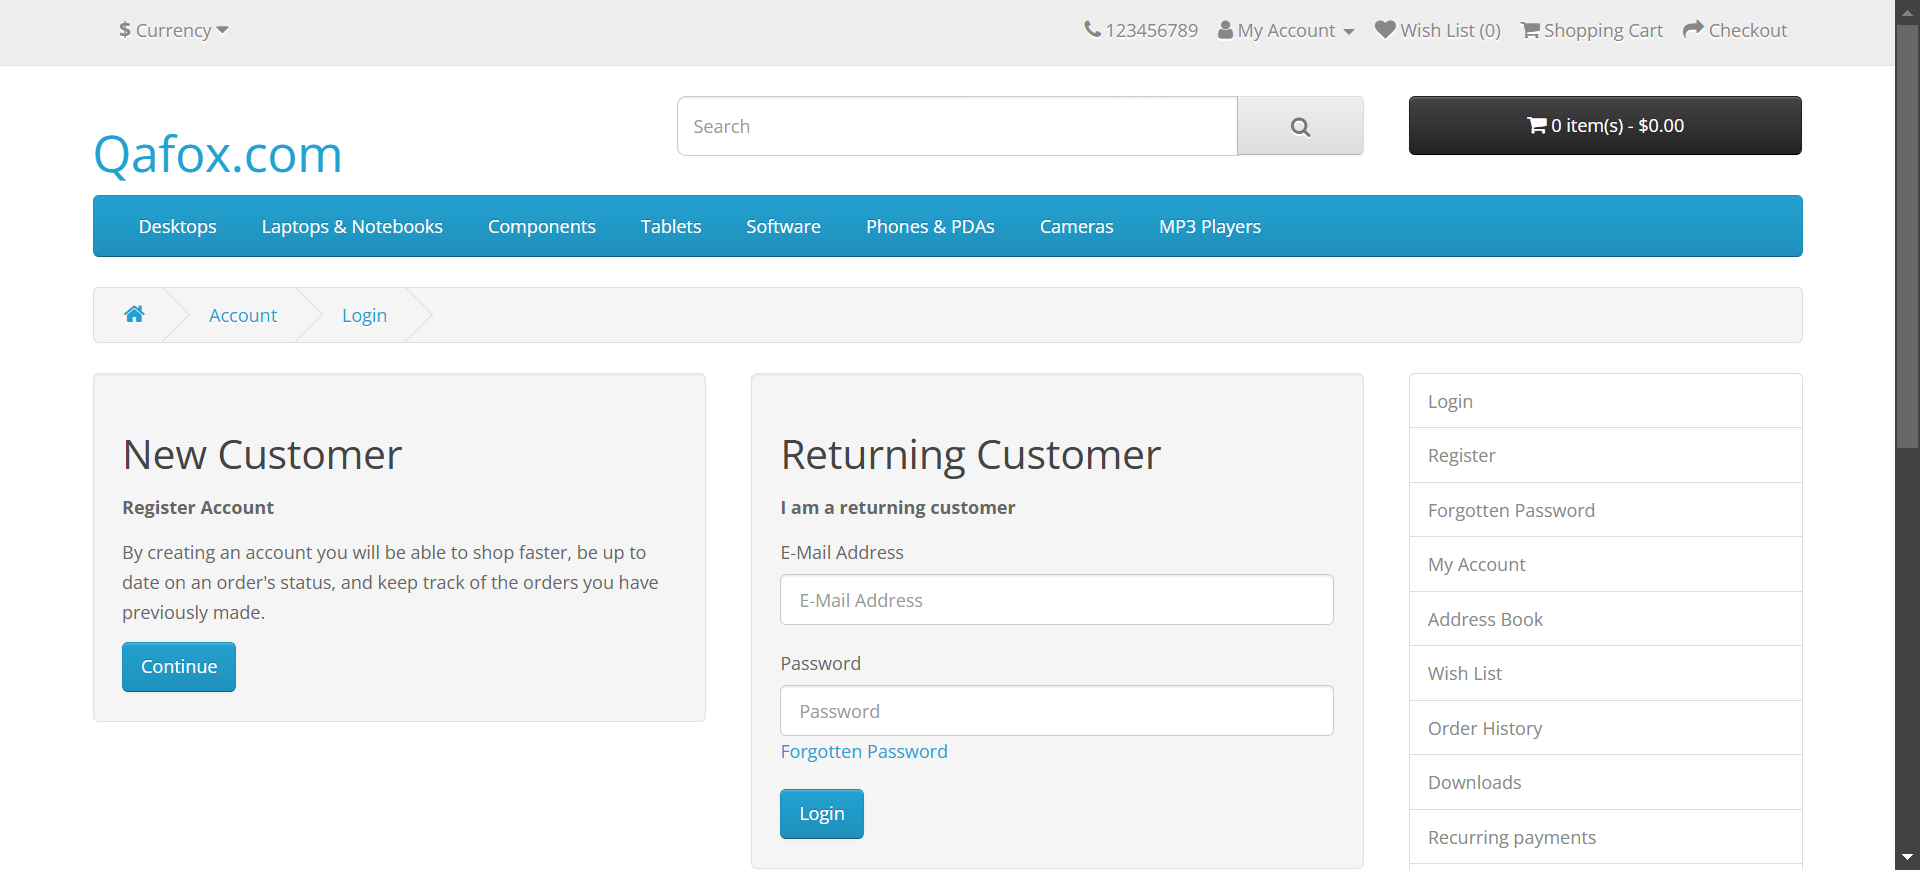 $ Currency
123456789 My Account Wish List (0) Shopping Cart Checkout
Qafox.com
Search
0 item(s) - $0.00
Desktops Laptops & Notebooks Components Tablets Software Phones & PDAs Cameras MP3 Players
Account Login
New Customer
Register Account
By creating an account you will be able to shop faster, be up to
date on an order's status, and keep track of the orders you have
previously made.
Continue
Returning Customer
I am a returning customer
E-Mail Address
E-Mail Address
Password
Password
Forgotten Password
Login
Login
Register
Forgotten Password
My Account
Address Book
Wish List
Order History
Downloads
Recurring payments